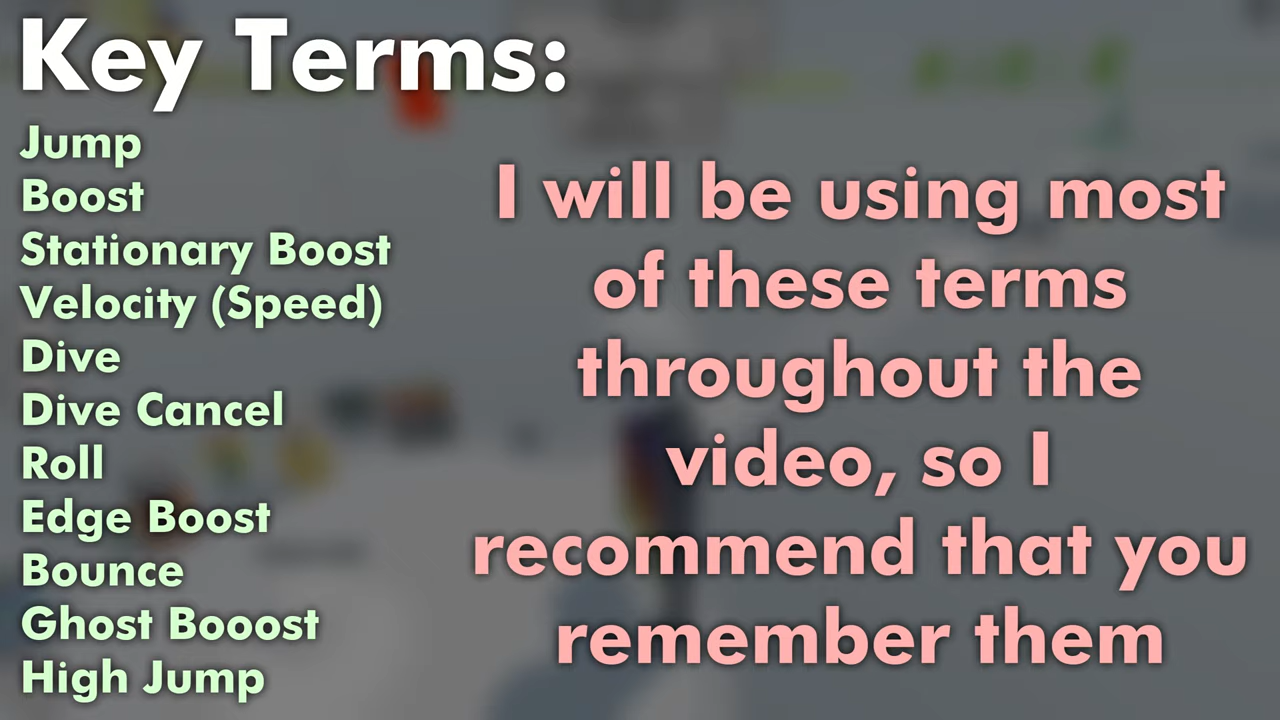 Key Terms:
Jump
Boost
Stationary Boost
Velocity (Speed)
Dive
Dive Cancel
Roll
Edge Boost
Bounce
Ghost Booost
High Jump
I will be using most
of these terms
throughout the
video, so I
recommend that you
remember them